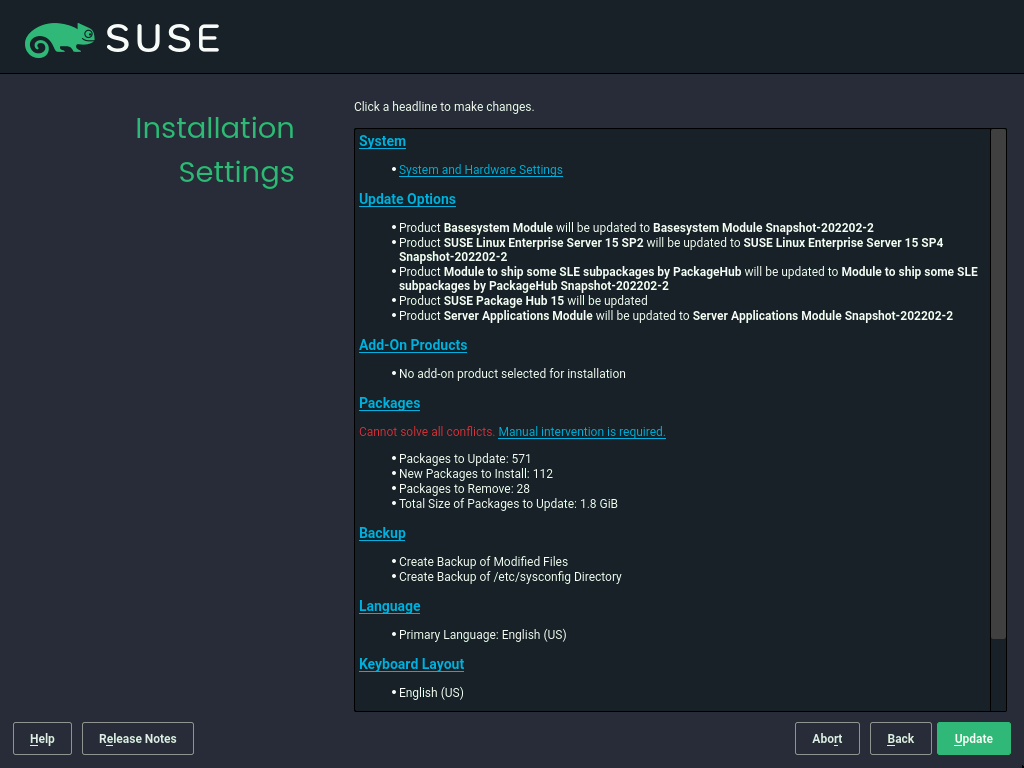 SUSE
Installation
Settings
Click a headline to make changes.
System
• System and Hardware Settings
Update Options
• Product Basesystem Module will be updated to Basesystem Module Snapshot-202202-2
• Product SUSE Linux Enterprise Server 15 SP2 will be updated to SUSE Linux Enterprise Server 15 SP4
Snapshot-202202-2
• Product Module to ship some SLE subpackages by PackageHub will be updated to Module to ship some SLE
subpackages by PackageHub Snapshot-202202-2
• Product SUSE Package Hub 15 will be updated
• Product Server Applications Module will be updated to Server Applications Module Snapshot-202202-2
Add-On Products
• No add-on product selected for installation
Packages
Cannot solve all conflicts. Manual intervention is required.
• Packages to Update: 571
• New Packages to Install: 112
• Packages to Remove: 28
• Total Size of Packages to Update: 1.8 GiB
Backup
• Create Backup of Modified Files
• Create Backup of /etc/sysconfig Directory
Language
• Primary Language: English (US)
Keyboard Layout
• English (US)
Help
Release Notes
Abort
Back
Update